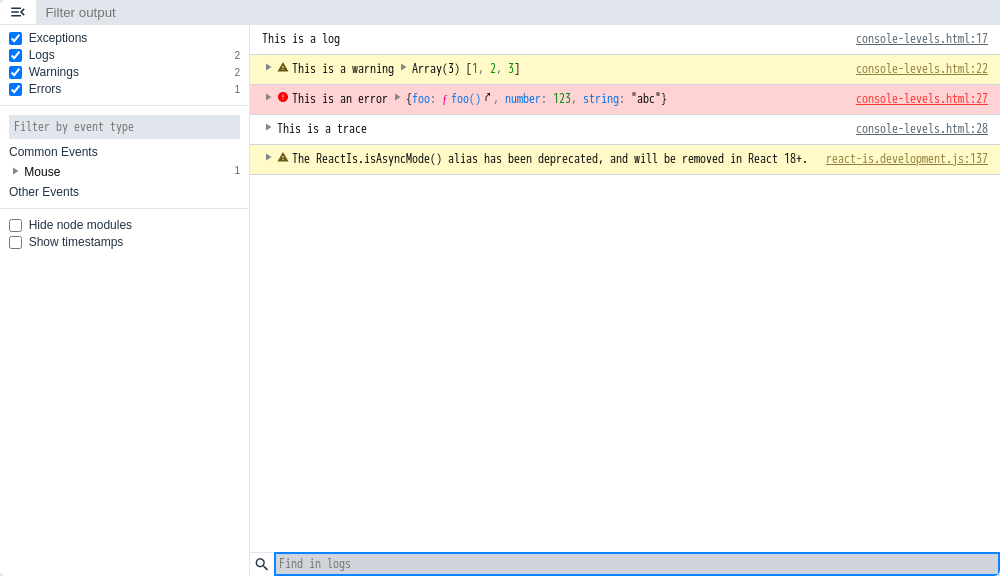 Filter output
Exceptions
Logs 2
Warnings 2
Errors 1
Filter by event type
Common Events
Mouse 1
Other Events
Hide node modules
Show timestamps
This is a log console-levels.html:17
This is a warning Array(3) [1, 2, 3] console-levels.html:22
This is an error {foo: ƒ foo(), number: 123, string: "abc"} console-levels.html:27
This is a trace console-levels.html:28
The ReactIs.isAsyncMode() alias has been deprecated, and will be removed in React 18+. react-is.development.js:137
Find in logs